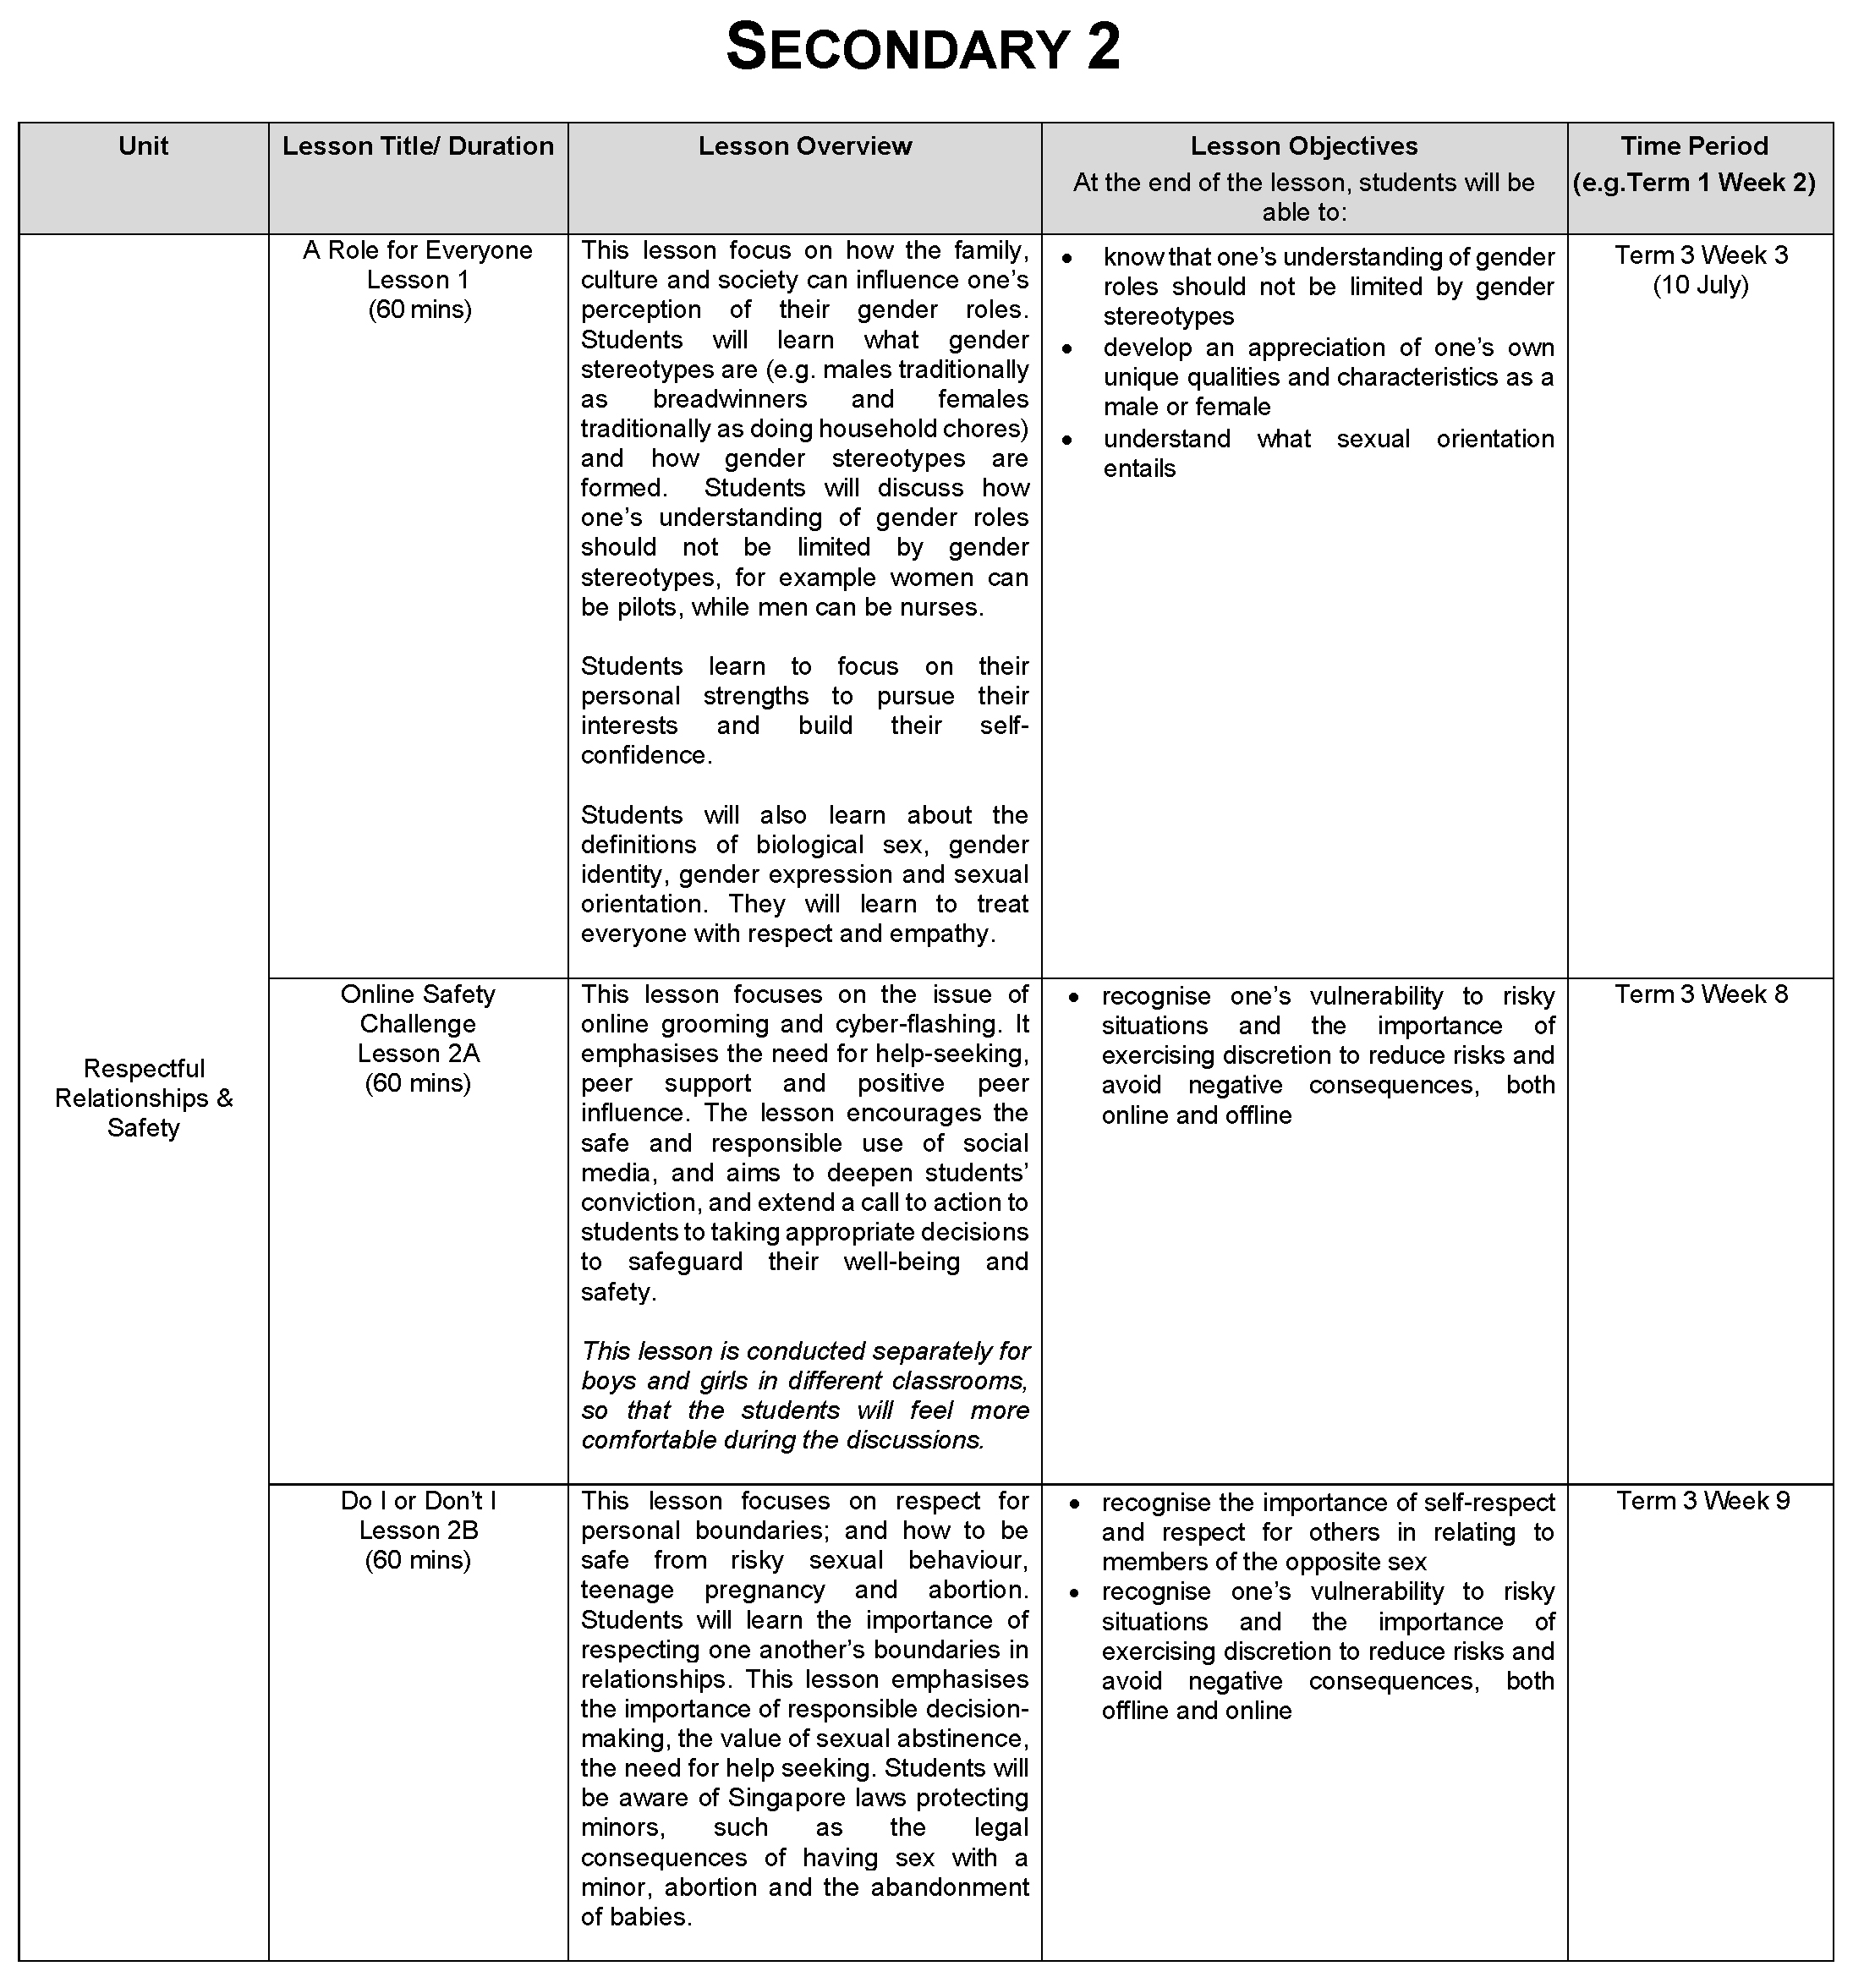 SECONDARY 2
Unit
Lesson Title/ Duration
Lesson Overview
Lesson Objectives
At the end of the lesson, students will be
able to:
Time Period
(e.g.Term 1 Week 2)
Respectful
Relationships &
Safety
A Role for Everyone
Lesson 1
(60 mins)
This lesson focus on how the family,
culture and society can influence one’s
perception of their gender roles.
Students will learn what gender
stereotypes are (e.g. males traditionally
as breadwinners and females
traditionally as doing household chores)
and how gender stereotypes are
formed. Students will discuss how
one’s understanding of gender roles
should not be limited by gender
stereotypes, for example women can
be pilots, while men can be nurses.
Students learn to focus on their
personal strengths to pursue their
interests and build their self-
confidence.
Students will also learn about the
definitions of biological sex, gender
identity, gender expression and sexual
orientation. They will learn to treat
everyone with respect and empathy.
• know that one’s understanding of gender
roles should not be limited by gender
stereotypes
• develop an appreciation of one’s own
unique qualities and characteristics as a
male or female
• understand what sexual orientation
entails
Term 3 Week 3
(10 July)
Online Safety
Challenge
Lesson 2A
(60 mins)
This lesson focuses on the issue of
online grooming and cyber-flashing. It
emphasises the need for help-seeking,
peer support and positive peer
influence. The lesson encourages the
safe and responsible use of social
media, and aims to deepen students’
conviction, and extend a call to action to
students to taking appropriate decisions
to safeguard their well-being and
safety.
This lesson is conducted separately for
boys and girls in different classrooms,
so that the students will feel more
comfortable during the discussions.
• recognise one’s vulnerability to risky
situations and the importance of
exercising discretion to reduce risks and
avoid negative consequences, both
online and offline
Term 3 Week 8
Do I or Don’t I
Lesson 2B
(60 mins)
This lesson focuses on respect for
personal boundaries; and how to be
safe from risky sexual behaviour,
teenage pregnancy and abortion.
Students will learn the importance of
respecting one another’s boundaries in
relationships. This lesson emphasises
the importance of responsible decision-
making, the value of sexual abstinence,
the need for help seeking. Students will
be aware of Singapore laws protecting
minors, such as the legal
consequences of having sex with a
minor, abortion and the abandonment
of babies.
• recognise the importance of self-respect
and respect for others in relating to
members of the opposite sex
• recognise one’s vulnerability to risky
situations and the importance of
exercising discretion to reduce risks and
avoid negative consequences, both
offline and online
Term 3 Week 9